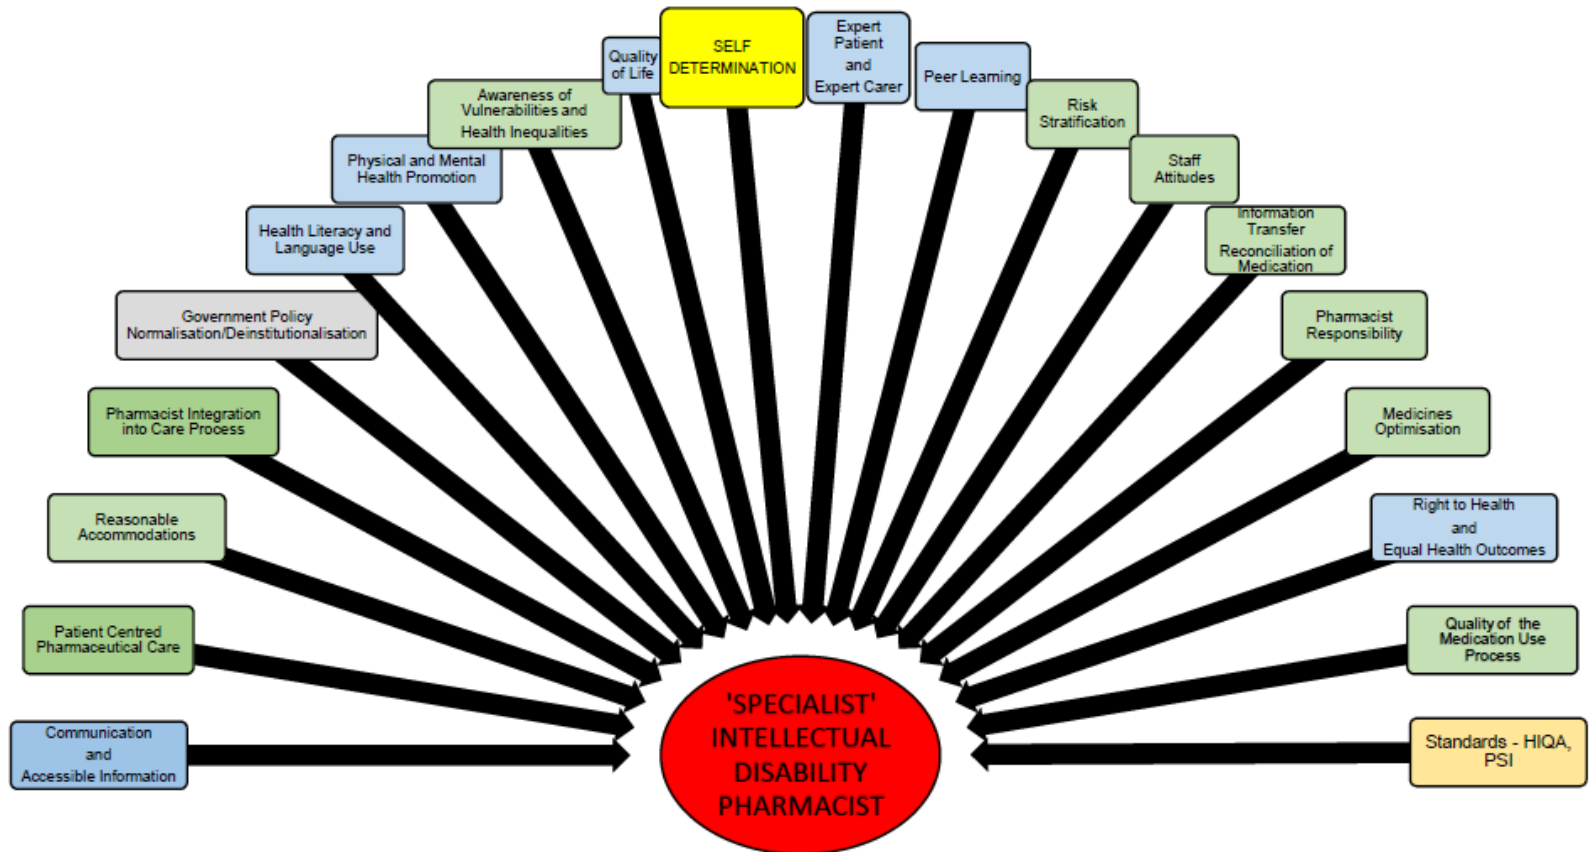 Communication
and
Accessible Information
Patient Centred
Pharmaceutical Care
Reasonable
Accommodations
Pharmacist Integration
into Care Process
Government Policy
Normalisation/Deinstitutionalisation
Health Literacy and
Language Use
Physical and Mental
Health Promotion
Awareness of
Vulnerabilities and
Health Inequalities
Quality
of Life
SELF
DETERMINATION
Expert
Patient
and
Expert Carer
Peer Learning
Risk
Stratification
Staff
Attitudes
Information
Transfer
Reconciliation of
Medication
Pharmacist
Responsibility
Medicines
Optimisation
Right to Health
and
Equal Health Outcomes
Quality of the
Medication Use
Process
Standards - HIQA,
PSI
'SPECIALIST'
INTELLECTUAL
DISABILITY
PHARMACIST